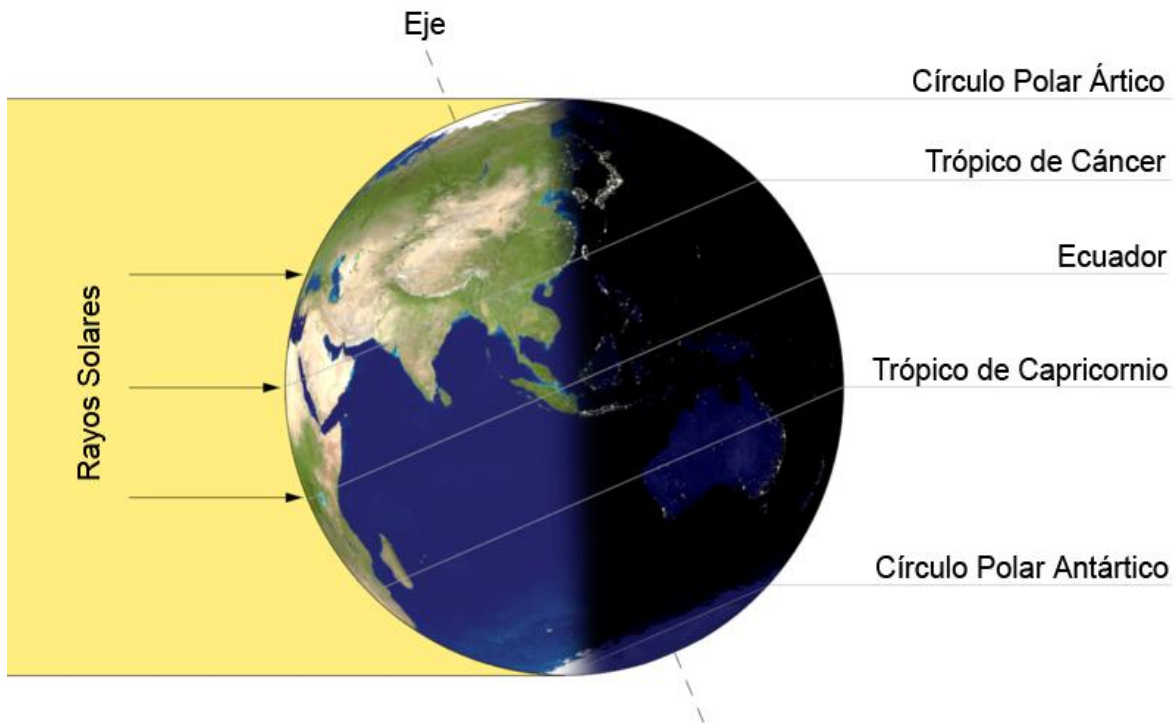 Eje
Círculo Polar Ártico
Trópico de Cáncer
Ecuador
Rayos Solares
Trópico de Capricornio
Círculo Polar Antártico